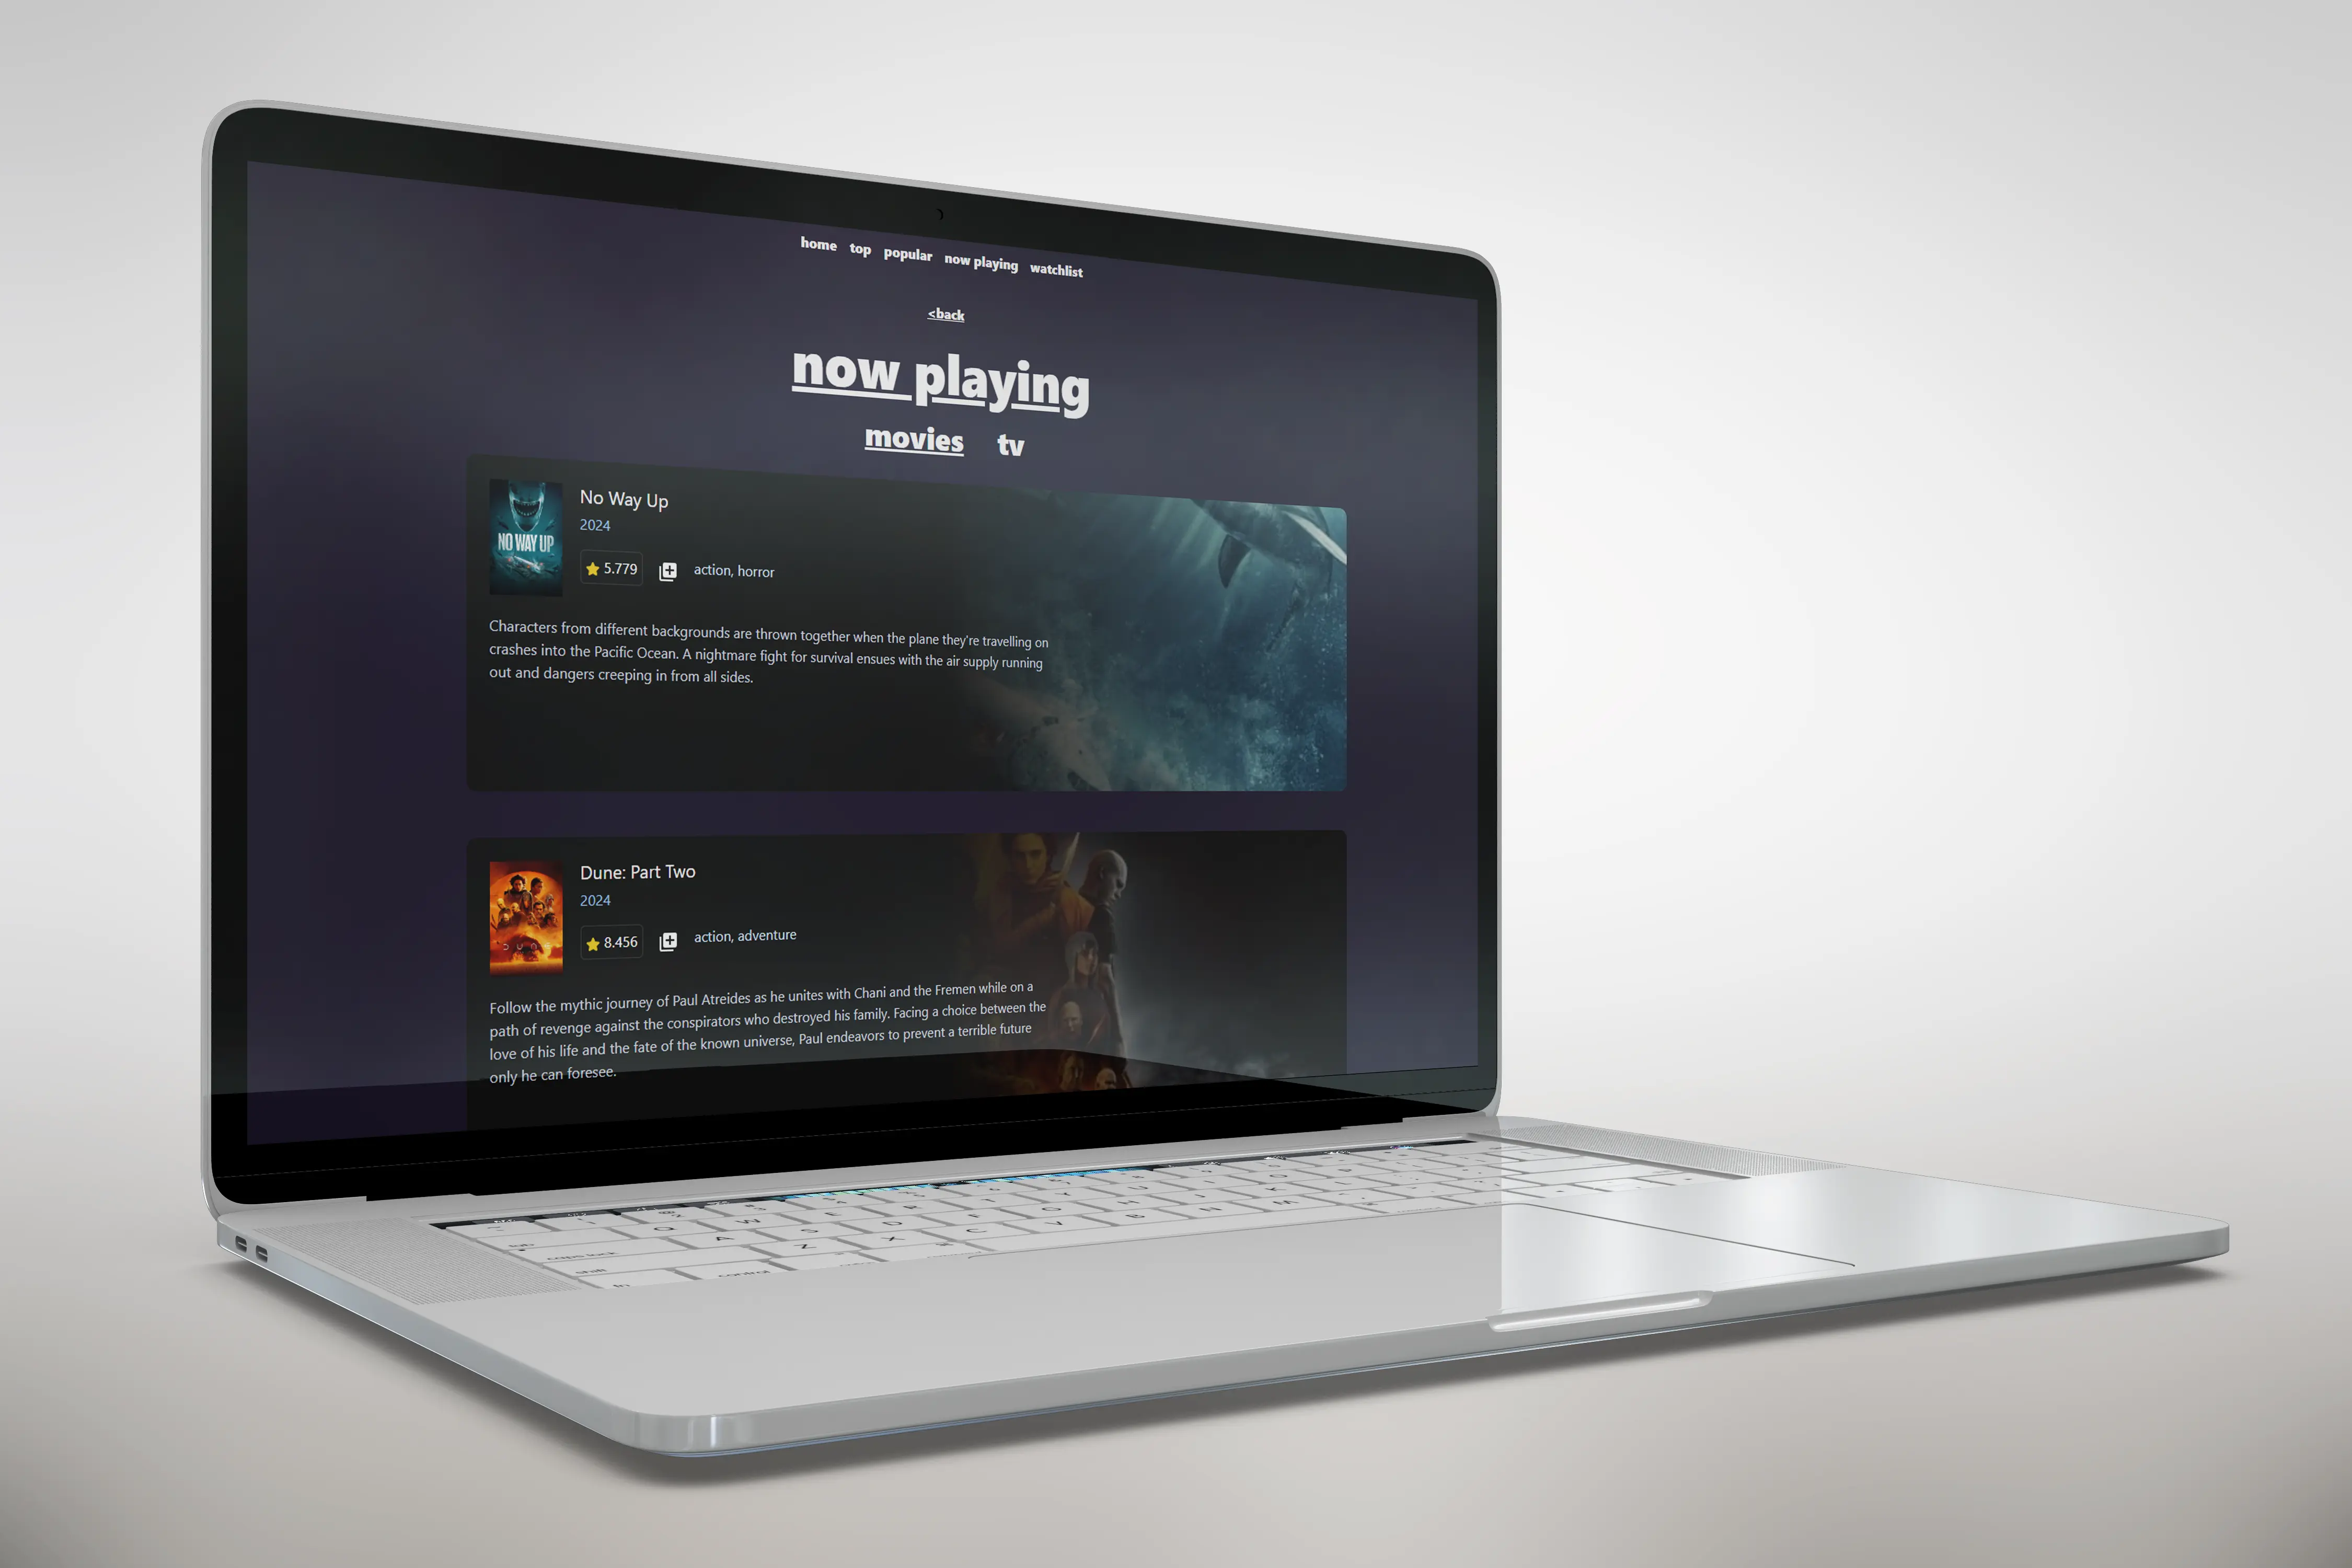 home top popular now playing watchlist
<back
now playing
movies tv
NO WAY UP
No Way Up
2024
5.779
action, horror
Characters from different backgrounds are thrown together when the plane they're travelling on
crashes into the Pacific Ocean. A nightmare fight for survival ensues with the air supply running
out and dangers creeping in from all sides.
DUNE
Dune: Part Two
2024
8.456
action, adventure
Follow the mythic journey of Paul Atreides as he unites with Chani and the Fremen while on a
path of revenge against the conspirators who destroyed his family. Facing a choice between the
love of his life and the fate of the known universe, Paul endeavors to prevent a terrible future
only he can foresee.
Q W E R T Y U I O P
caps lock A S D F G H J K L
shift Z X C V B N M
fn control